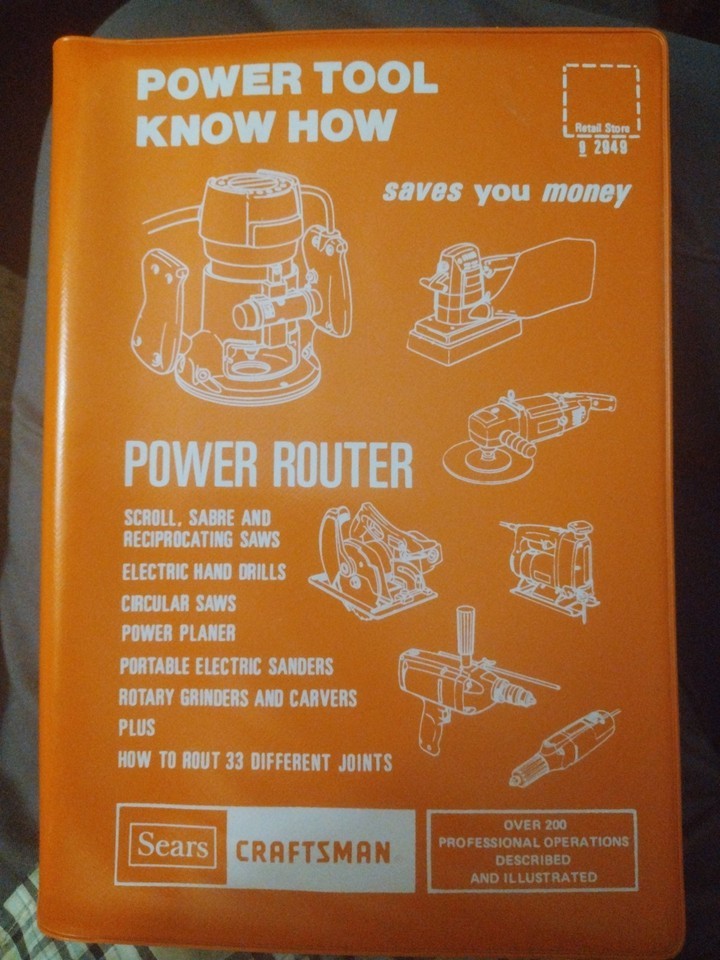 POWER TOOL
KNOW HOW
Retail Store
9 2949
saves you money
POWER ROUTER
SCROLL, SABRE AND
RECIPROCATING SAWS
ELECTRIC HAND DRILLS
CIRCULAR SAWS
POWER PLANER
PORTABLE ELECTRIC SANDERS
ROTARY GRINDERS AND CARVERS
PLUS
HOW TO ROUT 33 DIFFERENT JOINTS
Sears CRAFTSMAN
OVER 200
PROFESSIONAL OPERATIONS
DESCRIBED
AND ILLUSTRATED